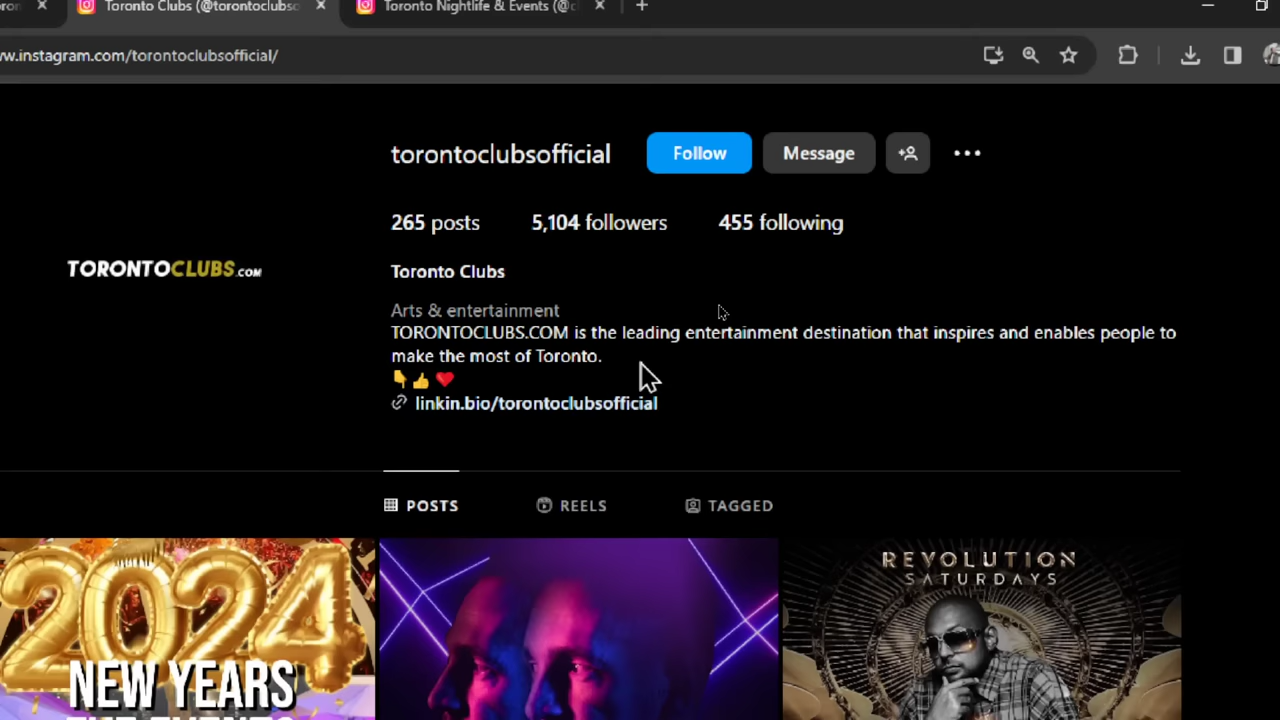 Toronto Clubs (@torontoclubso
Toronto Nightlife & Events (@c
ww.instagram.com/torontoclubsofficial/
torontoclubsofficial
Follow
Message
265 posts
5,104 followers
455 following
TORONTOCLUBS.COM
Toronto Clubs
Arts & entertainment
TORONTOCLUBS.COM is the leading entertainment destination that inspires and enables people to
make the most of Toronto.
👇👍 ❤️
linkin.bio/torontoclubsofficial
POSTS
REELS
TAGGED
2024
NEW YEARS
REVOLUTION
SATURDAYS